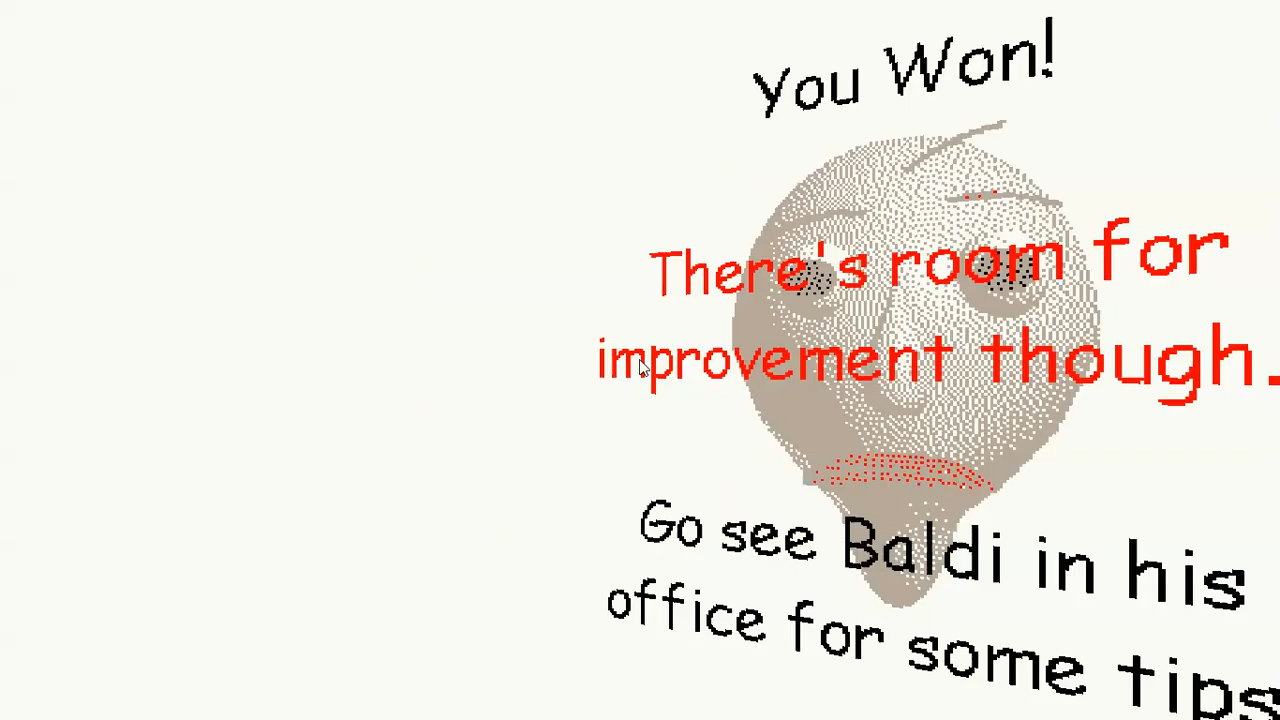 You Won!
There's room for
improvement though.
Go see Baldi in his
office for some tips